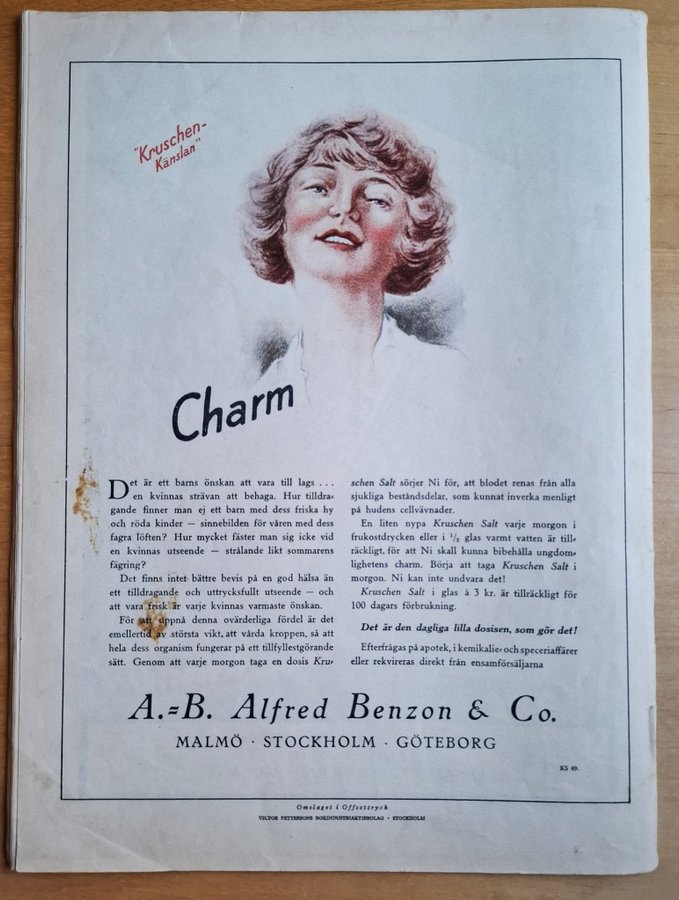 "Kruschen-
Känslan"
Charm
Det är ett barns önskan att vara till lags . . .
en kvinnas strävan att behaga. Hur tilldra-
gande finner man ej ett barn med dess friska hy
och röda kinder — sinnebilden för våren med dess
fagra löften? Hur mycket fäster man sig icke vid
en kvinnas utseende — strålande likt sommarens
fägring?
Det finns intet bättre bevis på en god hälsa än
ett tilldragande och uttrycksfullt utseende — och
att vara frisk är varje kvinnas varmaste önskan.
För att uppnå denna ovärderliga fördel är det
emellertid av största vikt, att vårda kroppen, så att
hela dess organism fungerar på ett tillfyllestgörande
sätt. Genom att varje morgon taga en dosis Kru-
schen Salt sörjer Ni för, att blodet renas från alla
sjukliga beståndsdelar, som kunnat inverka menligt
på hudens cellvävnader.
En liten nypa Kruschen Salt varje morgon i
frukostdrycken eller i 1/2 glas varmt vatten är till-
räckligt, för att Ni skall kunna bibehålla ungdom-
lighetens charm. Börja att taga Kruschen Salt i
morgon. Ni kan inte undvara det!
Kruschen Salt i glas à 3 kr. är tillräckligt för
100 dagars förbrukning.
Det är den dagliga lilla dosisen, som gör det!
Efterfrågas på apotek, i kemikalie- och speceriaffärer
eller rekvireras direkt från ensamförsäljarna
A.-B. Alfred Benzon & Co.
MALMÖ · STOCKHOLM · GÖTEBORG
KS 49.
Omslaget i Offsettryck
VICTOR PETTERSONS BOKINDUSTRIAKTIEBOLAG · STOCKHOLM